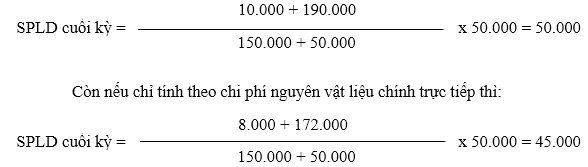 10.000 + 190.000
SPLD cuối kỳ = x 50.000 = 50.000
150.000 + 50.000
Còn nếu chỉ tính theo chi phí nguyên vật liệu chính trực tiếp thì:
8.000 + 172.000
SPLD cuối kỳ = x 50.000 = 45.000
150.000 + 50.000